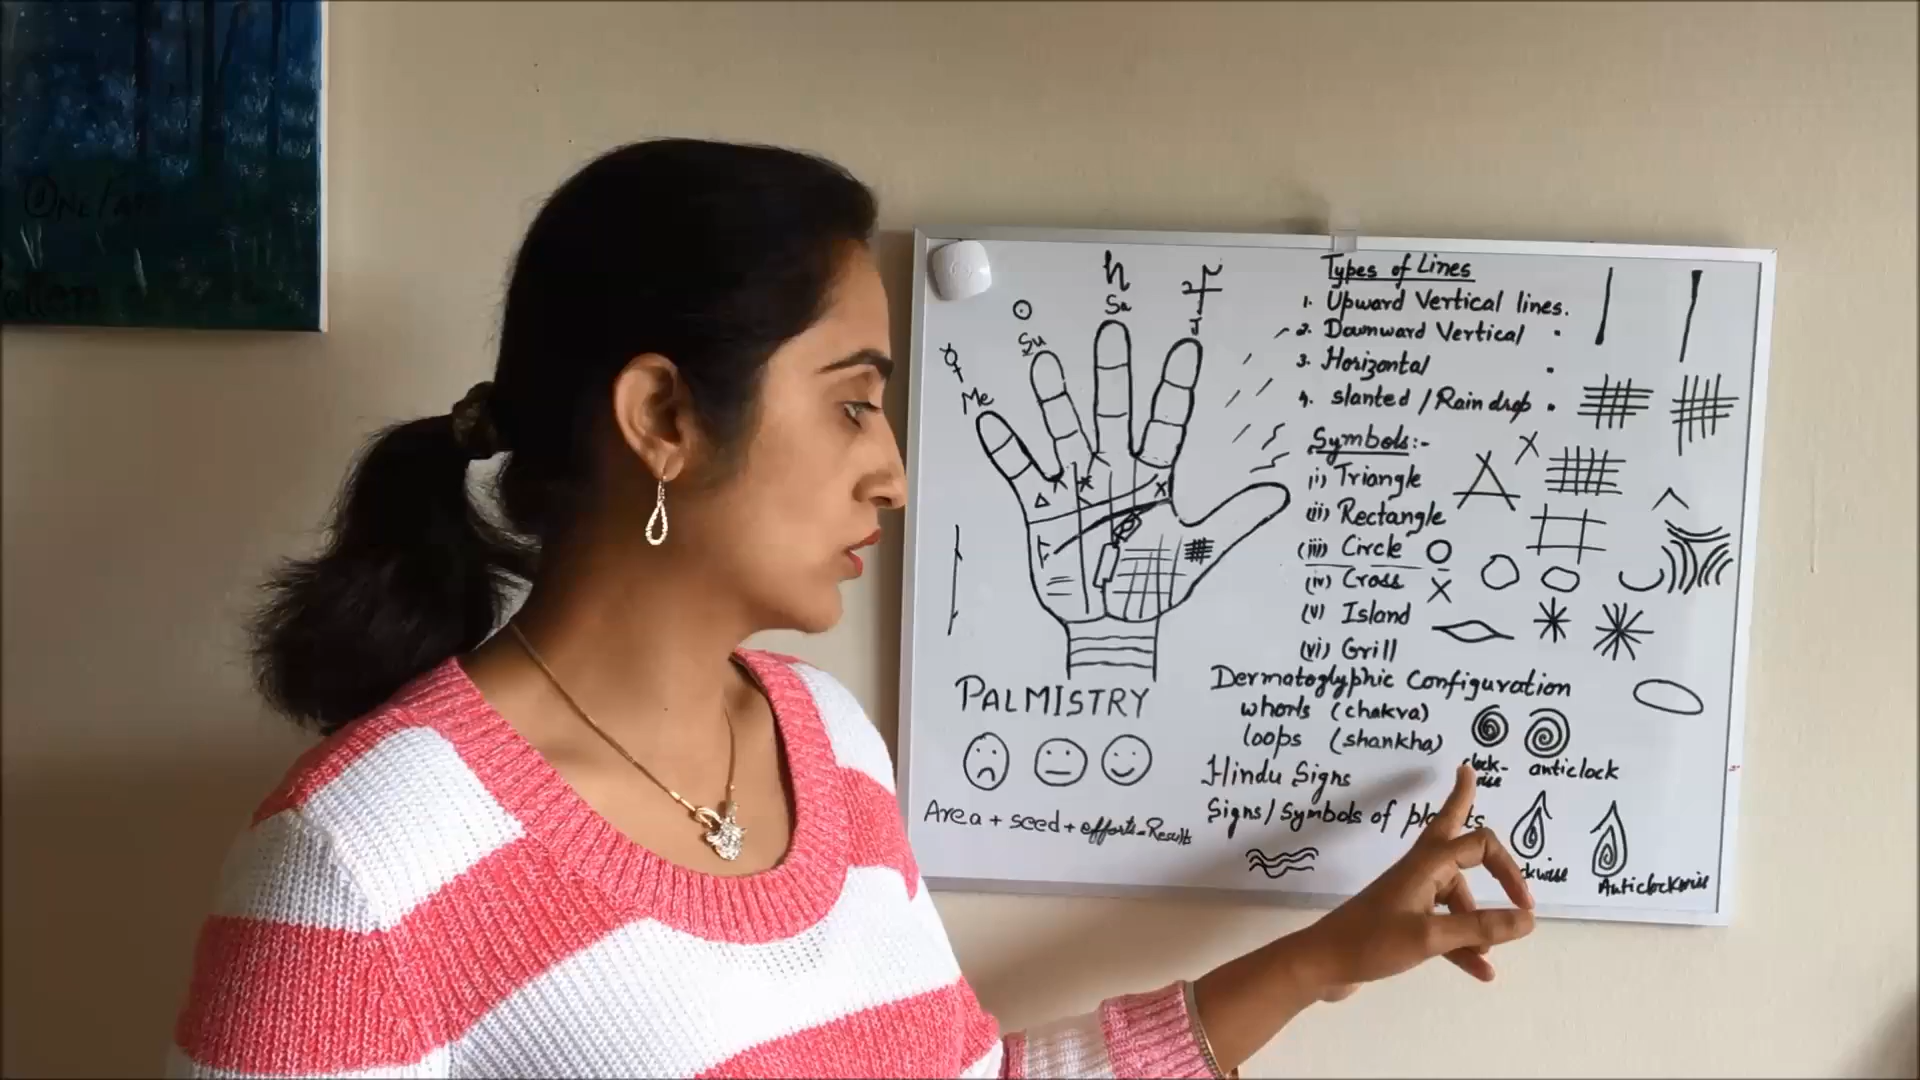 h
Sa
Su
Me
Types of Lines
1. Upward Vertical lines.
2. Downward Vertical
3. Horizontal
4. slanted / Rain drop
Symbols:-
(i) Triangle
(ii) Rectangle
(iii) Circle
(iv) Cross
(v) Island
(vi) Grill
Dermatoglyphic Configuration
whorls (chakra)
loops (shankha)
anticlock
Hindu Signs
Signs/Symbols of
Anticlockwise
PALMISTRY
Area + seed + efforts = Results